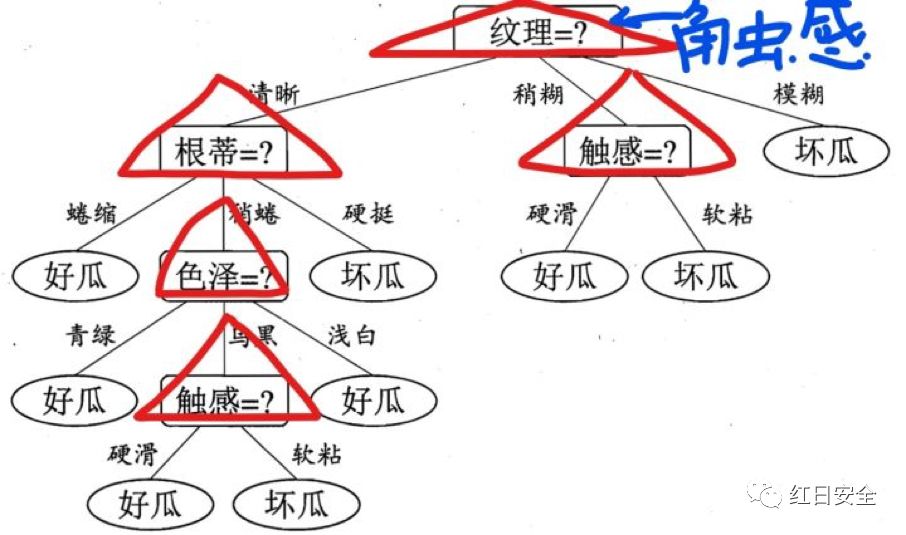 纹理=?
触感
清晰
稍糊
模糊
根蒂=?
触感=?
坏瓜
蜷缩
稍蜷
硬挺
硬滑
软粘
好瓜
色泽=?
坏瓜
好瓜
坏瓜
青绿
乌黑
浅白
好瓜
触感=?
好瓜
硬滑
软粘
好瓜
坏瓜
红日安全